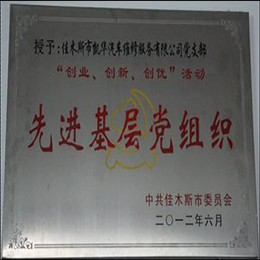 授予：佳木斯市凯华汽车维修服务有限公司党支部
“创业、创新、创优”活动
先进基层党组织
中共佳木斯市委员会
二〇一二年六月